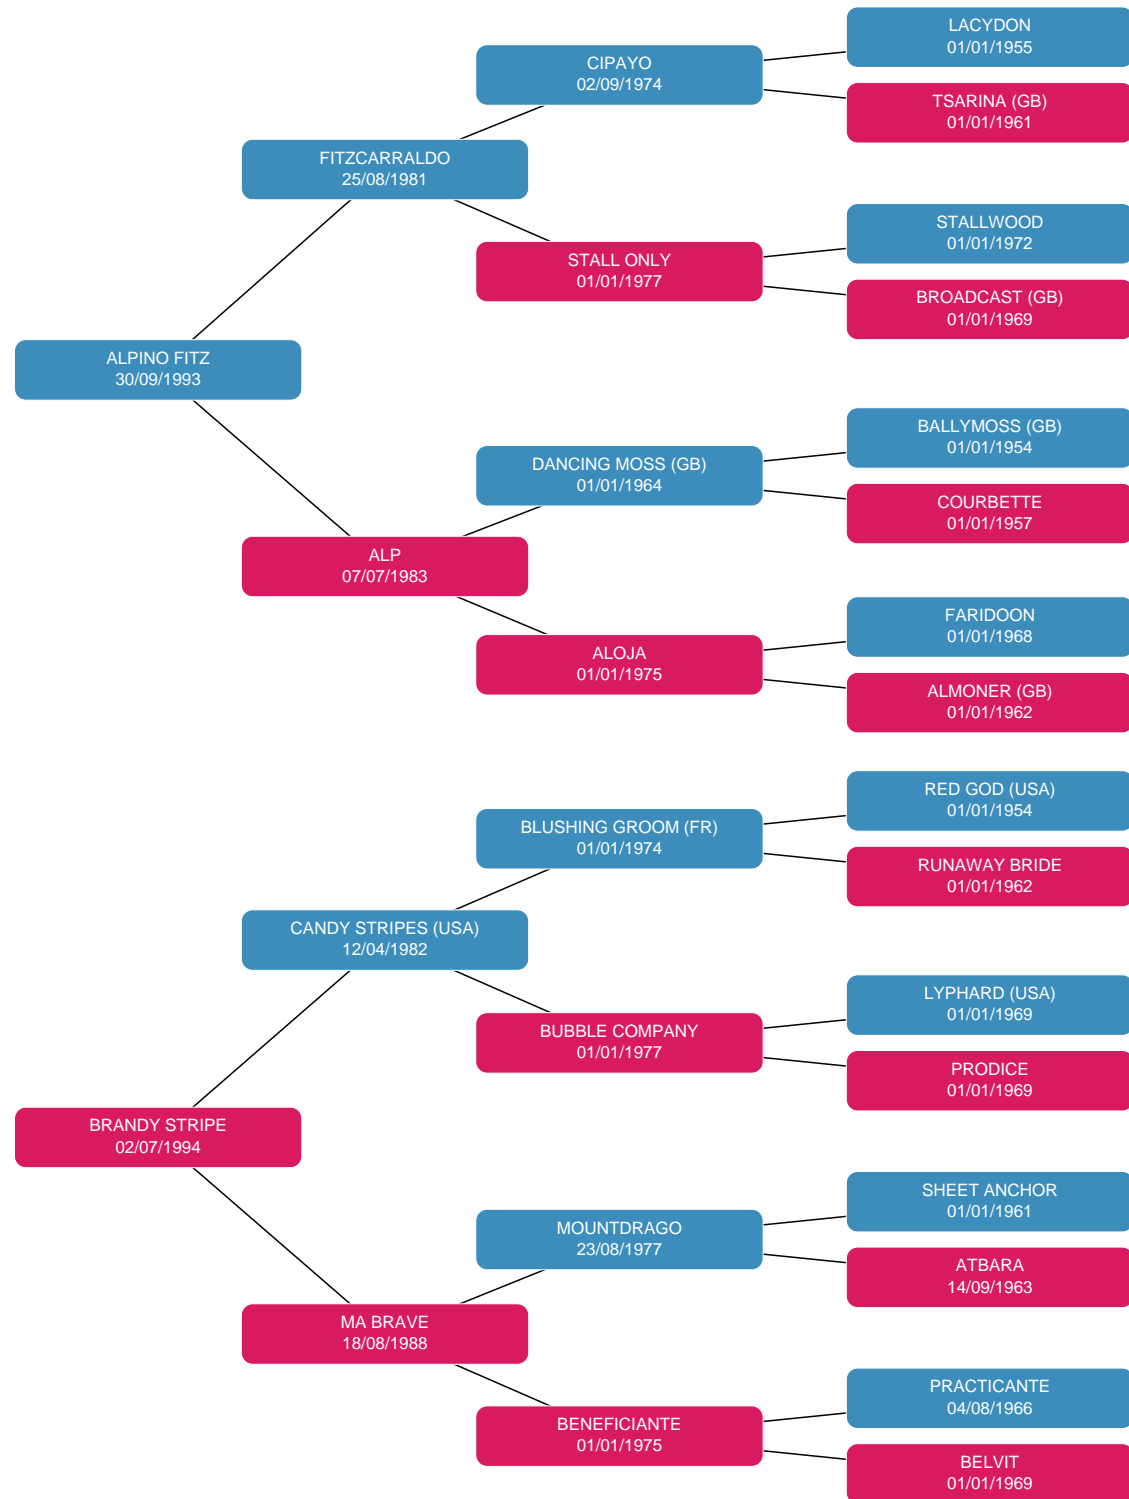 LACYDON
01/01/1955
CIPAYO
02/09/1974
TSARINA (GB)
01/01/1961
FITZCARRALDO
25/08/1981
STALLWOOD
01/01/1972
STALL ONLY
01/01/1977
BROADCAST (GB)
01/01/1969
ALPINO FITZ
30/09/1993
BALLYMOSS (GB)
01/01/1954
DANCING MOSS (GB)
01/01/1964
COURBETTE
01/01/1957
ALP
07/07/1983
FARIDOON
01/01/1968
ALOJA
01/01/1975
ALMONER (GB)
01/01/1962
RED GOD (USA)
01/01/1954
BLUSHING GROOM (FR)
01/01/1974
RUNAWAY BRIDE
01/01/1962
CANDY STRIPES (USA)
12/04/1982
LYPHARD (USA)
01/01/1969
BUBBLE COMPANY
01/01/1977
PRODICE
01/01/1969
BRANDY STRIPE
02/07/1994
SHEET ANCHOR
01/01/1961
MOUNTDRAGO
23/08/1977
ATBARA
14/09/1963
MA BRAVE
18/08/1988
PRACTICANTE
04/08/1966
BENEFICIANTE
01/01/1975
BELVIT
01/01/1969